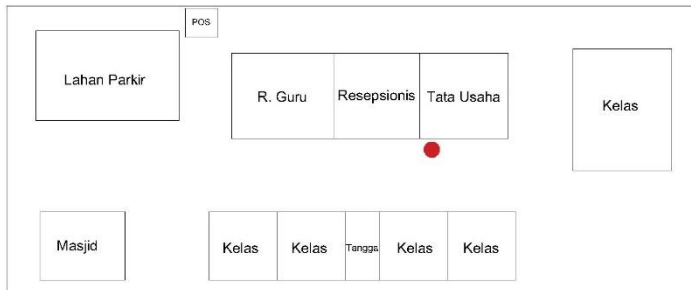 POS
Lahan Parkir
R. Guru
Resepsionis
Tata Usaha
Kelas
Masjid
Kelas
Kelas
Tangga
Kelas
Kelas